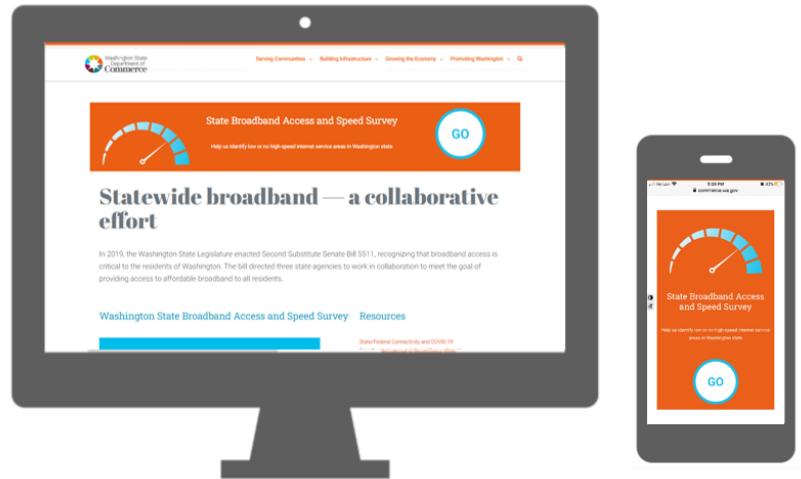 Washington State
Department of
Commerce
Serving Communities
Building Infrastructure
Growing the Economy
Promoting Washington
State Broadband Access and Speed Survey
GO
Help us identify low or no high-speed internet service areas in Washington state
Statewide broadband — a collaborative
effort
In 2019, the Washington State Legislature enacted Second Substitute Senate Bill 5511, recognizing that broadband access is
critical to the residents of Washington. The bill directed three state agencies to work in collaboration to meet the goal of
providing access to affordable broadband to all residents.
Washington State Broadband Access and Speed Survey
Resources
State/Federal Connectivity and COVID-19
commerce.wa.gov
State Broadband Access
and Speed Survey
Help us identify low or no high-speed internet service
areas in Washington state
GO